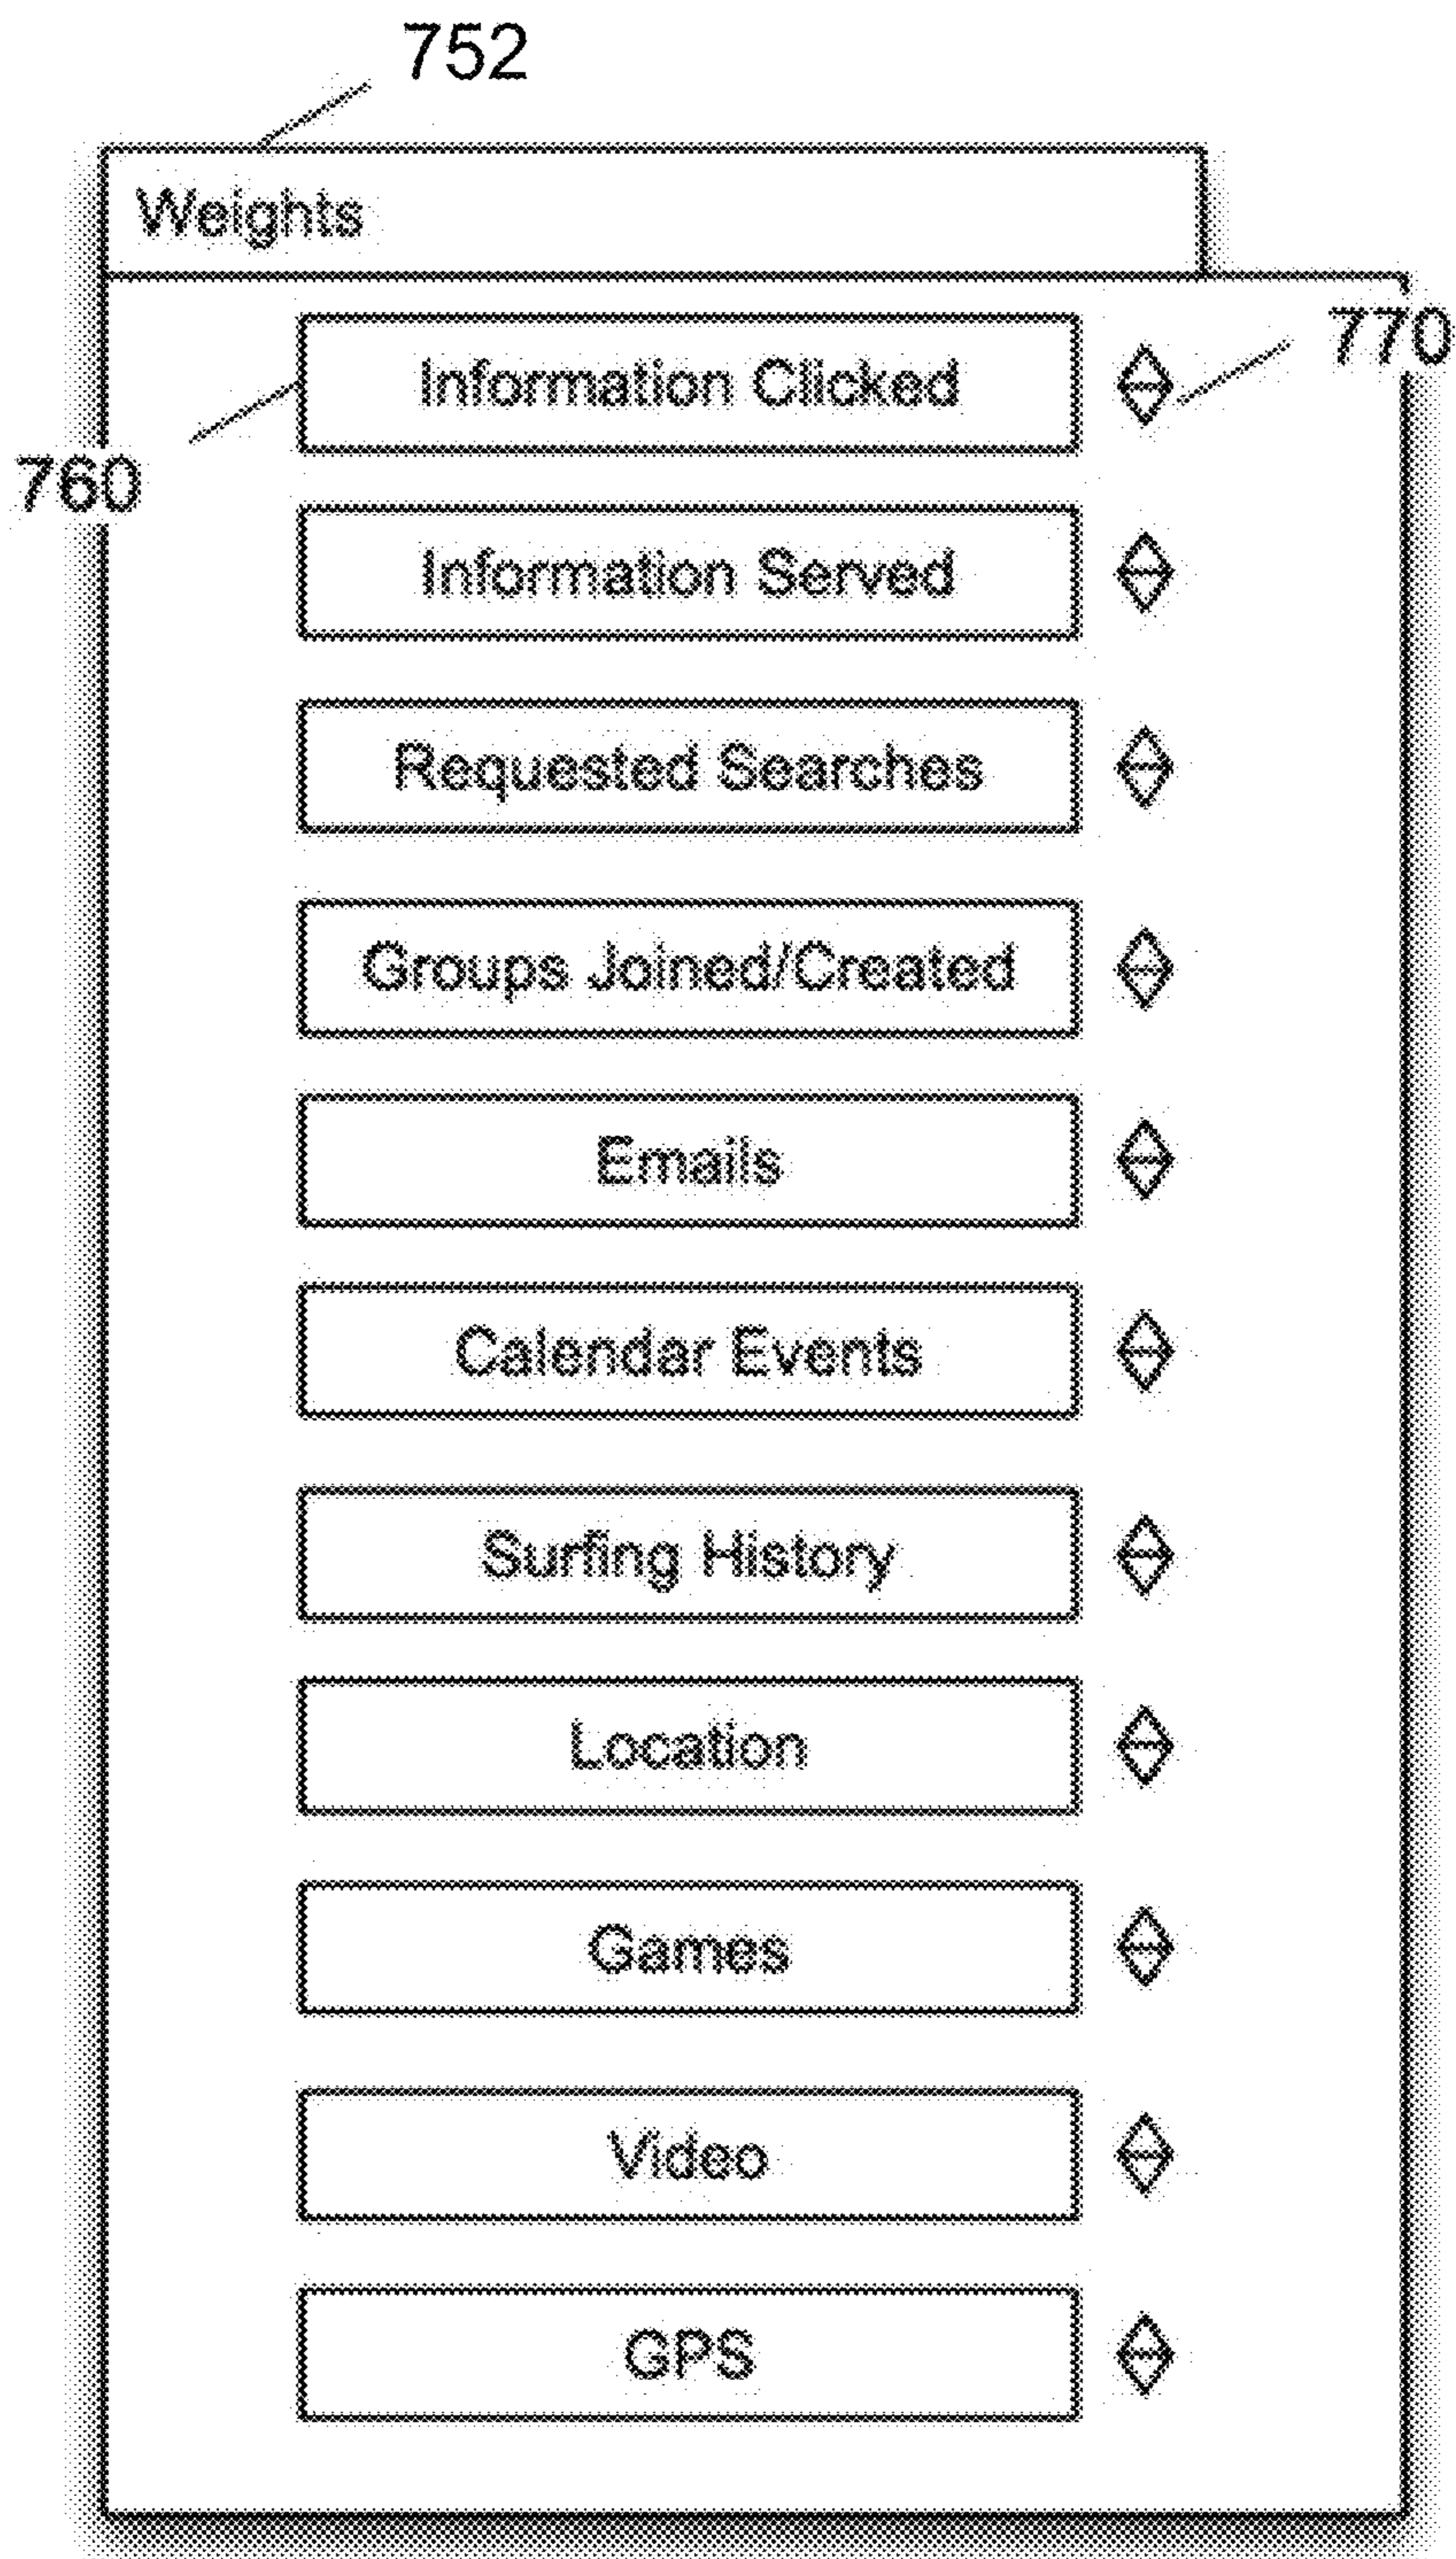 752
Weights
Information Clicked
770
760
Information Served
Requested Searches
Groups Joined/Created
Emails
Calendar Events
Surfing History
Location
Games
Video
GPS